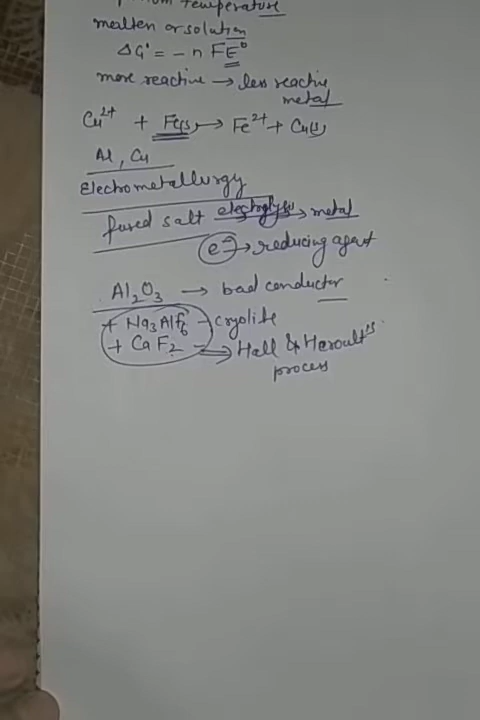 temperature
molten or solution
ΔG° = - n FE°
more reactive → less reactive
metal
Cu²⁺ + Fe(s) → Fe²⁺ + Cu(s)
Al, Cu
Electrometallurgy
fused salt electrolysis → metal
e⁻ → reducing agent
Al₂O₃ → bad conductor
+ Na₃AlF₆ - cryolite
+ CaF₂ → Hall & Heroult's
process